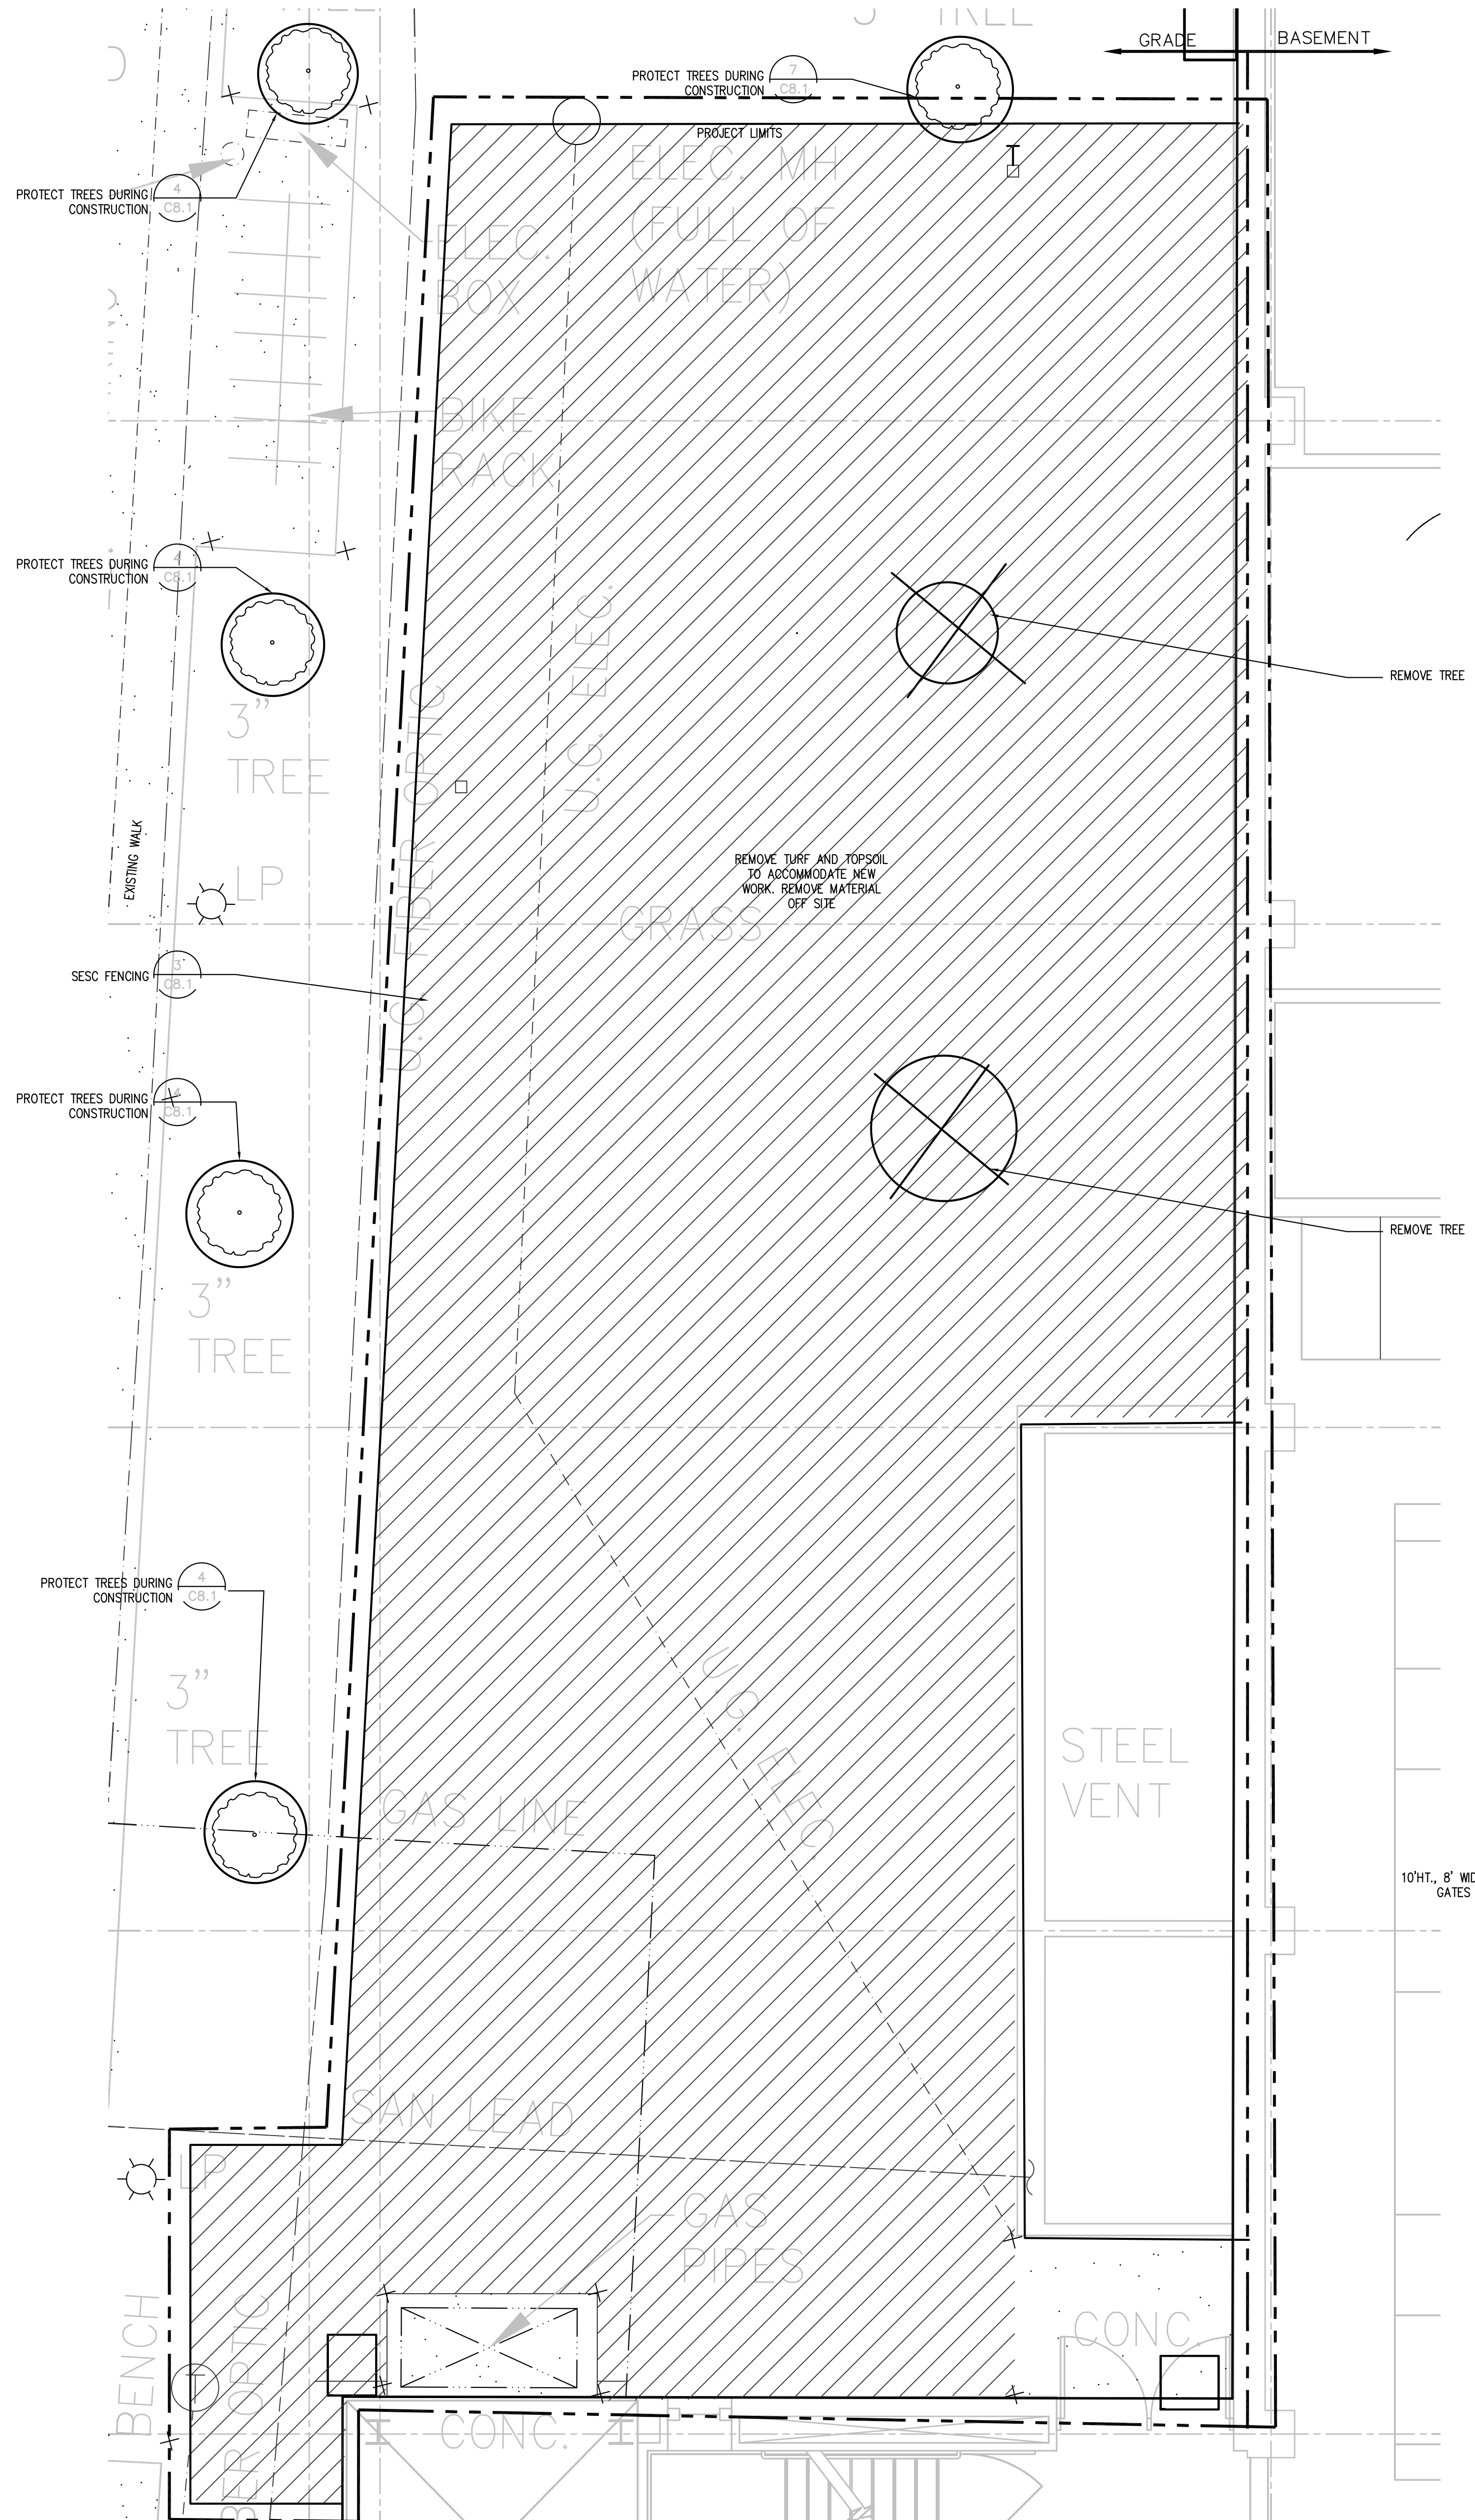 GRADE
BASEMENT
PROTECT TREES DURING
CONSTRUCTION
7
C8.1
PROJECT LIMITS
ELEC. MH
(FULL OF
WATER)
PROTECT TREES DURING
CONSTRUCTION
4
C8.1
ELEC.
BOX
BIKE
RACK
PROTECT TREES DURING
CONSTRUCTION
4
C8.1
U.G. ELEC.
REMOVE TREE
3"
TREE
U.G. FIBER OPTIC
EXISTING WALK
LP
REMOVE TURF AND TOPSOIL
TO ACCOMMODATE NEW
WORK. REMOVE MATERIAL
OFF SITE
GRASS
SESC FENCING
3
C8.1
PROTECT TREES DURING
CONSTRUCTION
4
C8.1
REMOVE TREE
3"
TREE
PROTECT TREES DURING
CONSTRUCTION
4
C8.1
3"
TREE
U.G. ELEC.
STEEL
VENT
GAS LINE
10'HT., 8'
GATES
SAN LEAD
LP
GAS
PIPES
BENCH
OPTIC
T
CONC.
CONC.